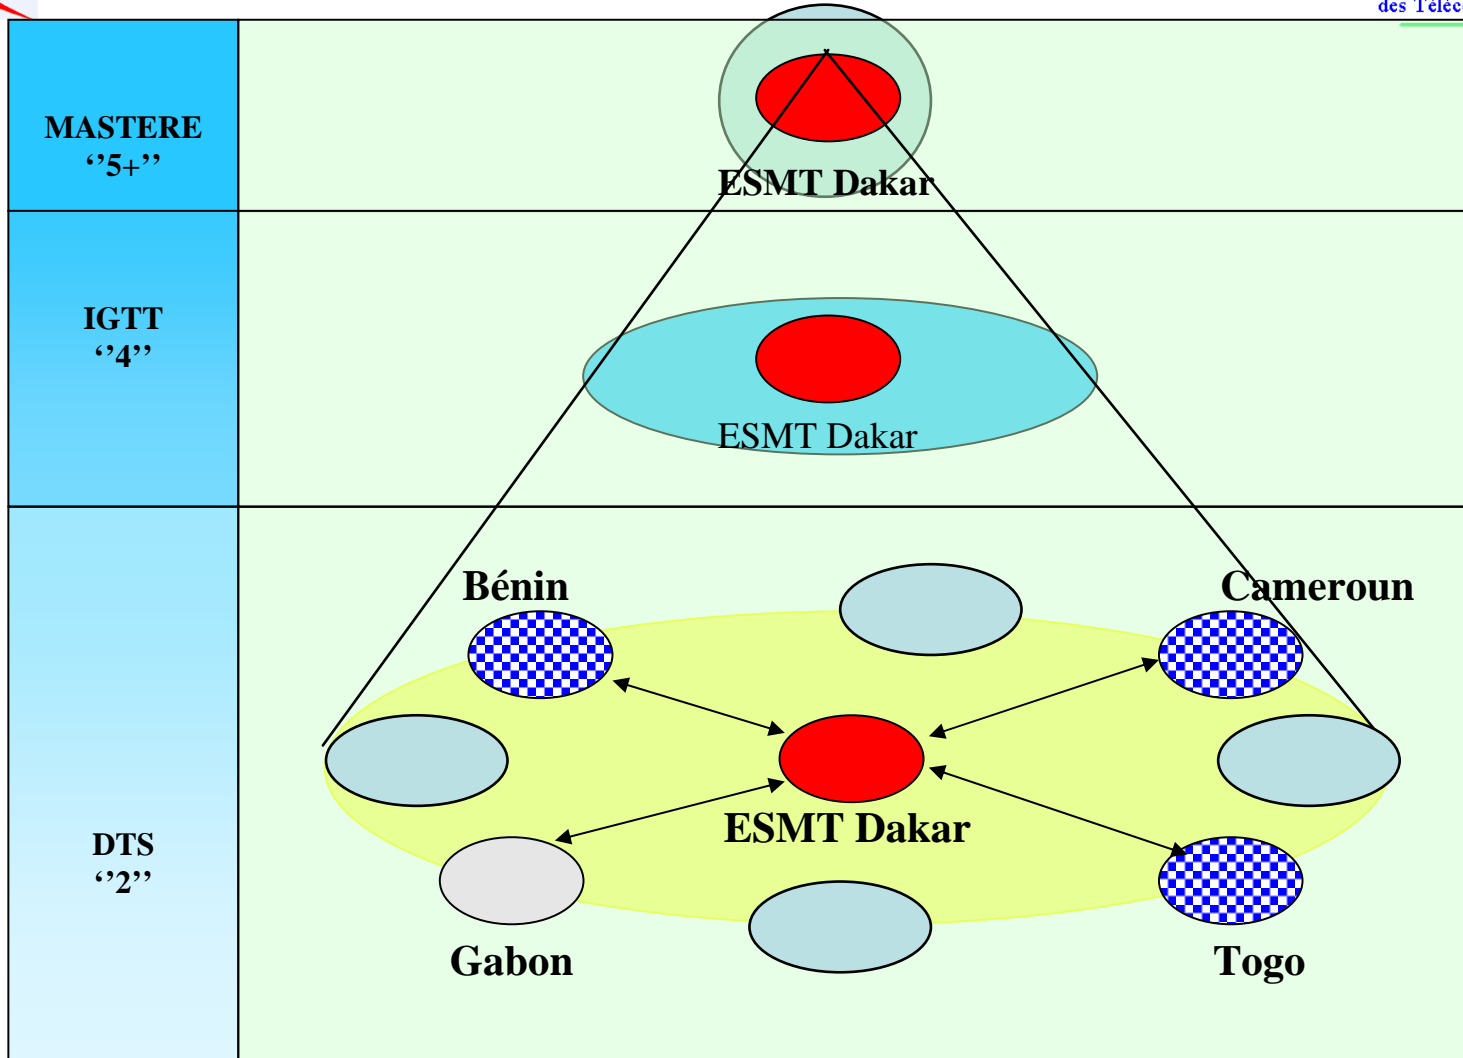 des Téléc
MASTERE
‘’5+’’
ESMT Dakar
IGTT
‘’4’’
ESMT Dakar
Bénin
Cameroun
DTS
‘’2’’
ESMT Dakar
Gabon
Togo